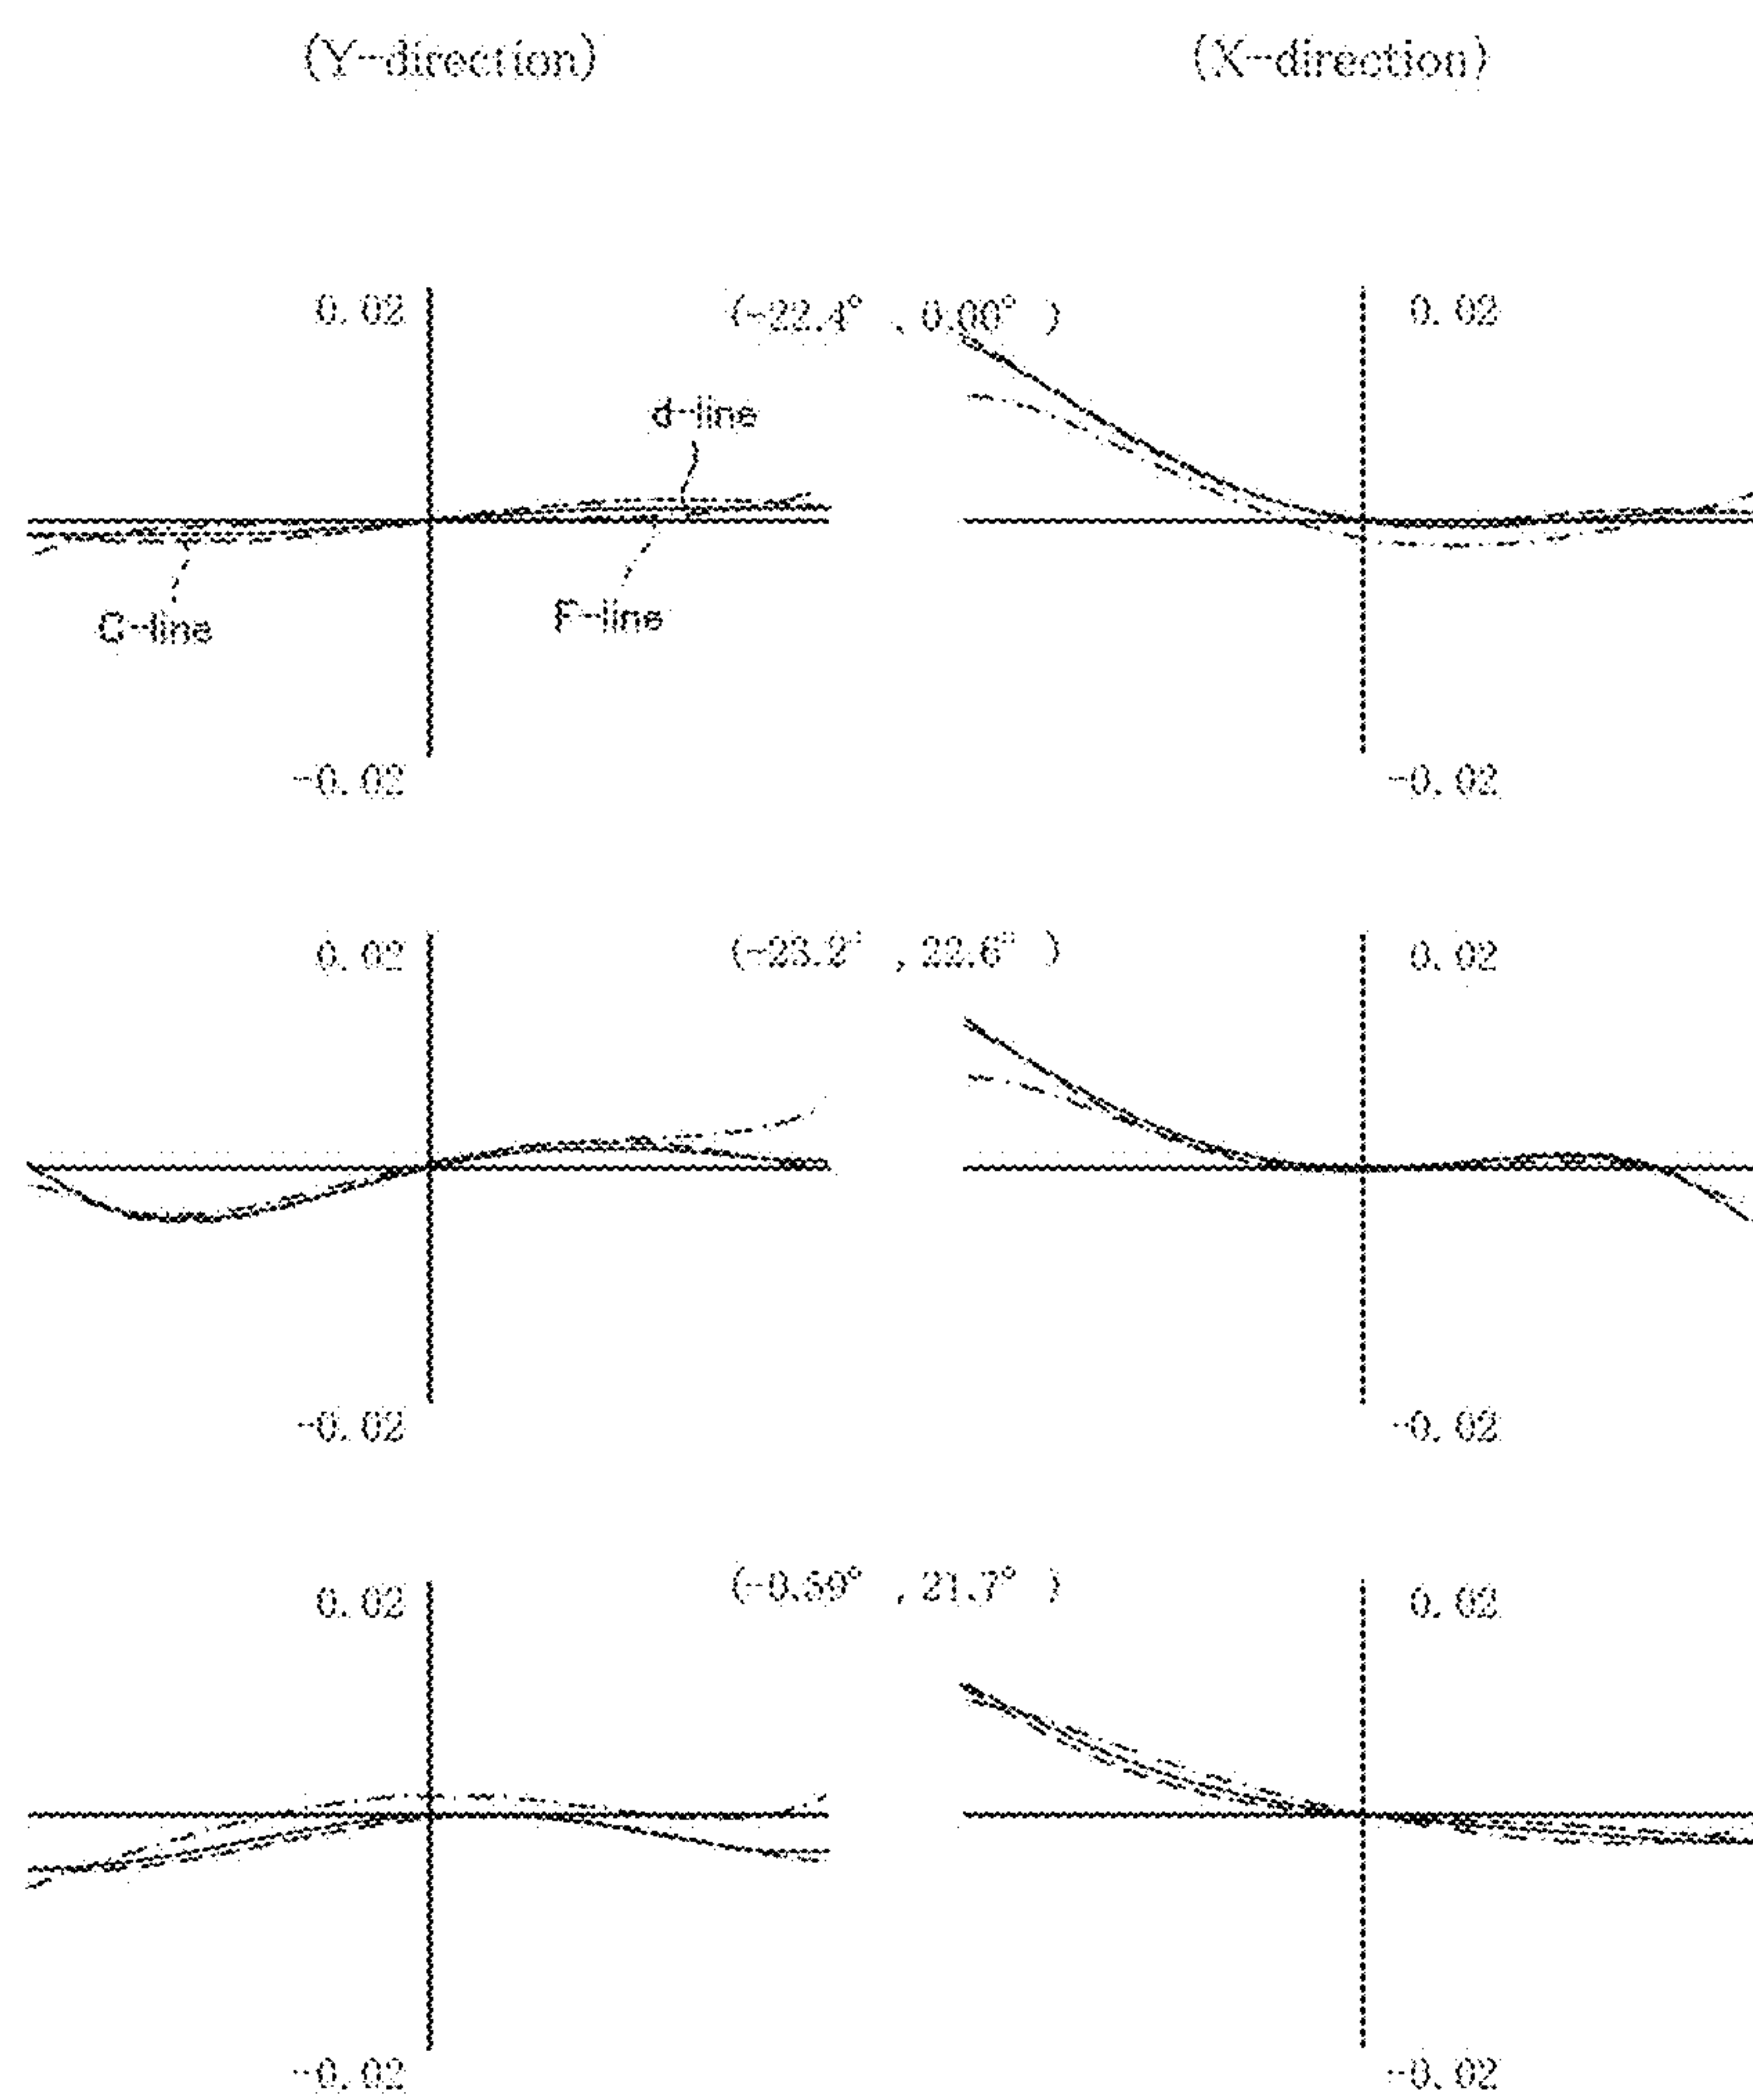 (Y-direction) (X-direction)
0.02 (-22.4° , 0.00° ) 0.02
d-line
C-line F-line
-0.02 -0.02
0.02 (-23.2° , 22.6° ) 0.02
-0.02 -0.02
0.02 (-0.59° , 21.7° ) 0.02
-0.02 -0.02